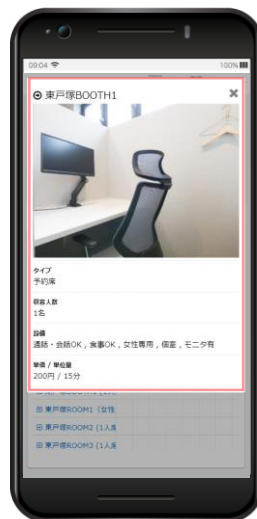 09:04
100%
東戸塚BOOTH1
タイプ
予約席
収容人数
1名
設備
通話・会話OK , 食事OK , 女性専用 , 個室 , モニタ有
単価 / 単位量
200円 / 15分
東戸塚ROOM1 (女性
東戸塚ROOM2 (1人席
東戸塚ROOM3 (1人席